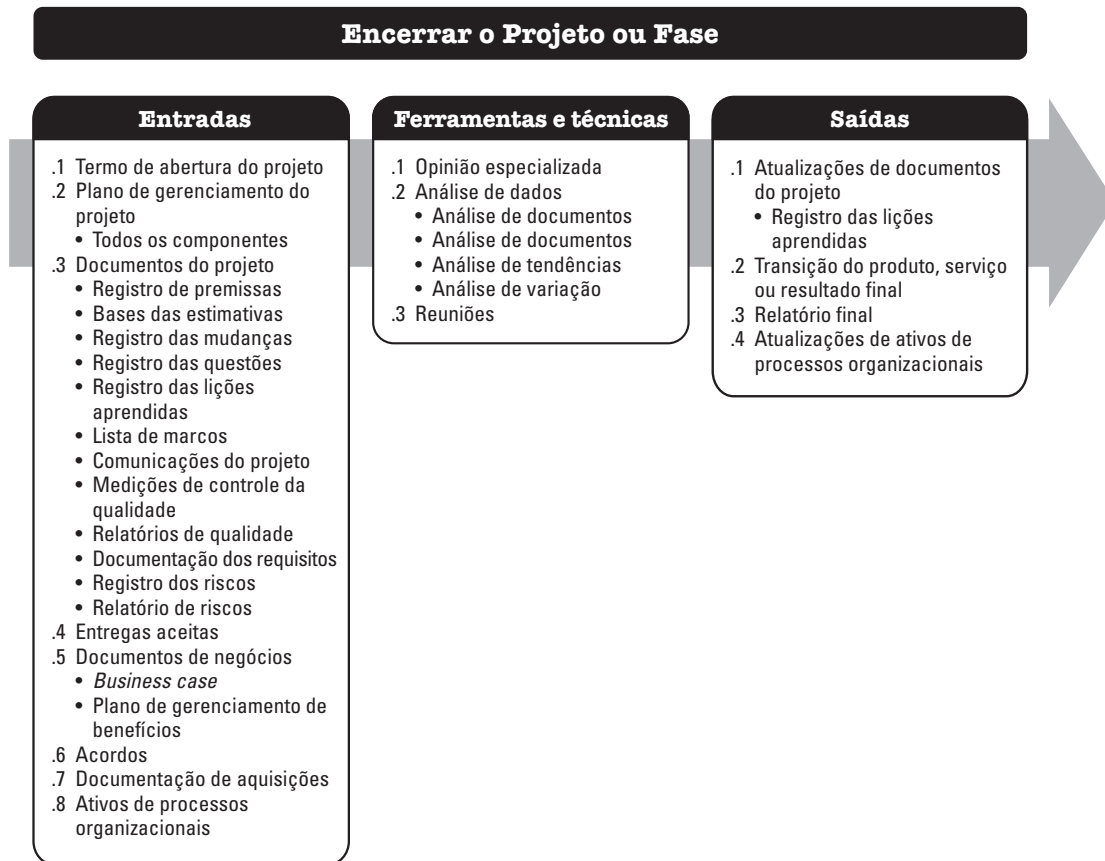 Encerrar o Projeto ou Fase
Entradas
.1 Termo de abertura do projeto
.2 Plano de gerenciamento do
projeto
• Todos os componentes
.3 Documentos do projeto
• Registro de premissas
• Bases das estimativas
• Registro das mudanças
• Registro das questões
• Registro das lições
aprendidas
• Lista de marcos
• Comunicações do projeto
• Medições de controle da
qualidade
• Relatórios de qualidade
• Documentação dos requisitos
• Registro dos riscos
• Relatório de riscos
.4 Entregas aceitas
.5 Documentos de negócios
• Business case
• Plano de gerenciamento de
benefícios
.6 Acordos
.7 Documentação de aquisições
.8 Ativos de processos
organizacionais
Ferramentas e técnicas
.1 Opinião especializada
.2 Análise de dados
• Análise de documentos
• Análise de documentos
• Análise de tendências
• Análise de variação
.3 Reuniões
Saídas
.1 Atualizações de documentos
do projeto
• Registro das lições
aprendidas
.2 Transição do produto, serviço
ou resultado final
.3 Relatório final
.4 Atualizações de ativos de
processos organizacionais